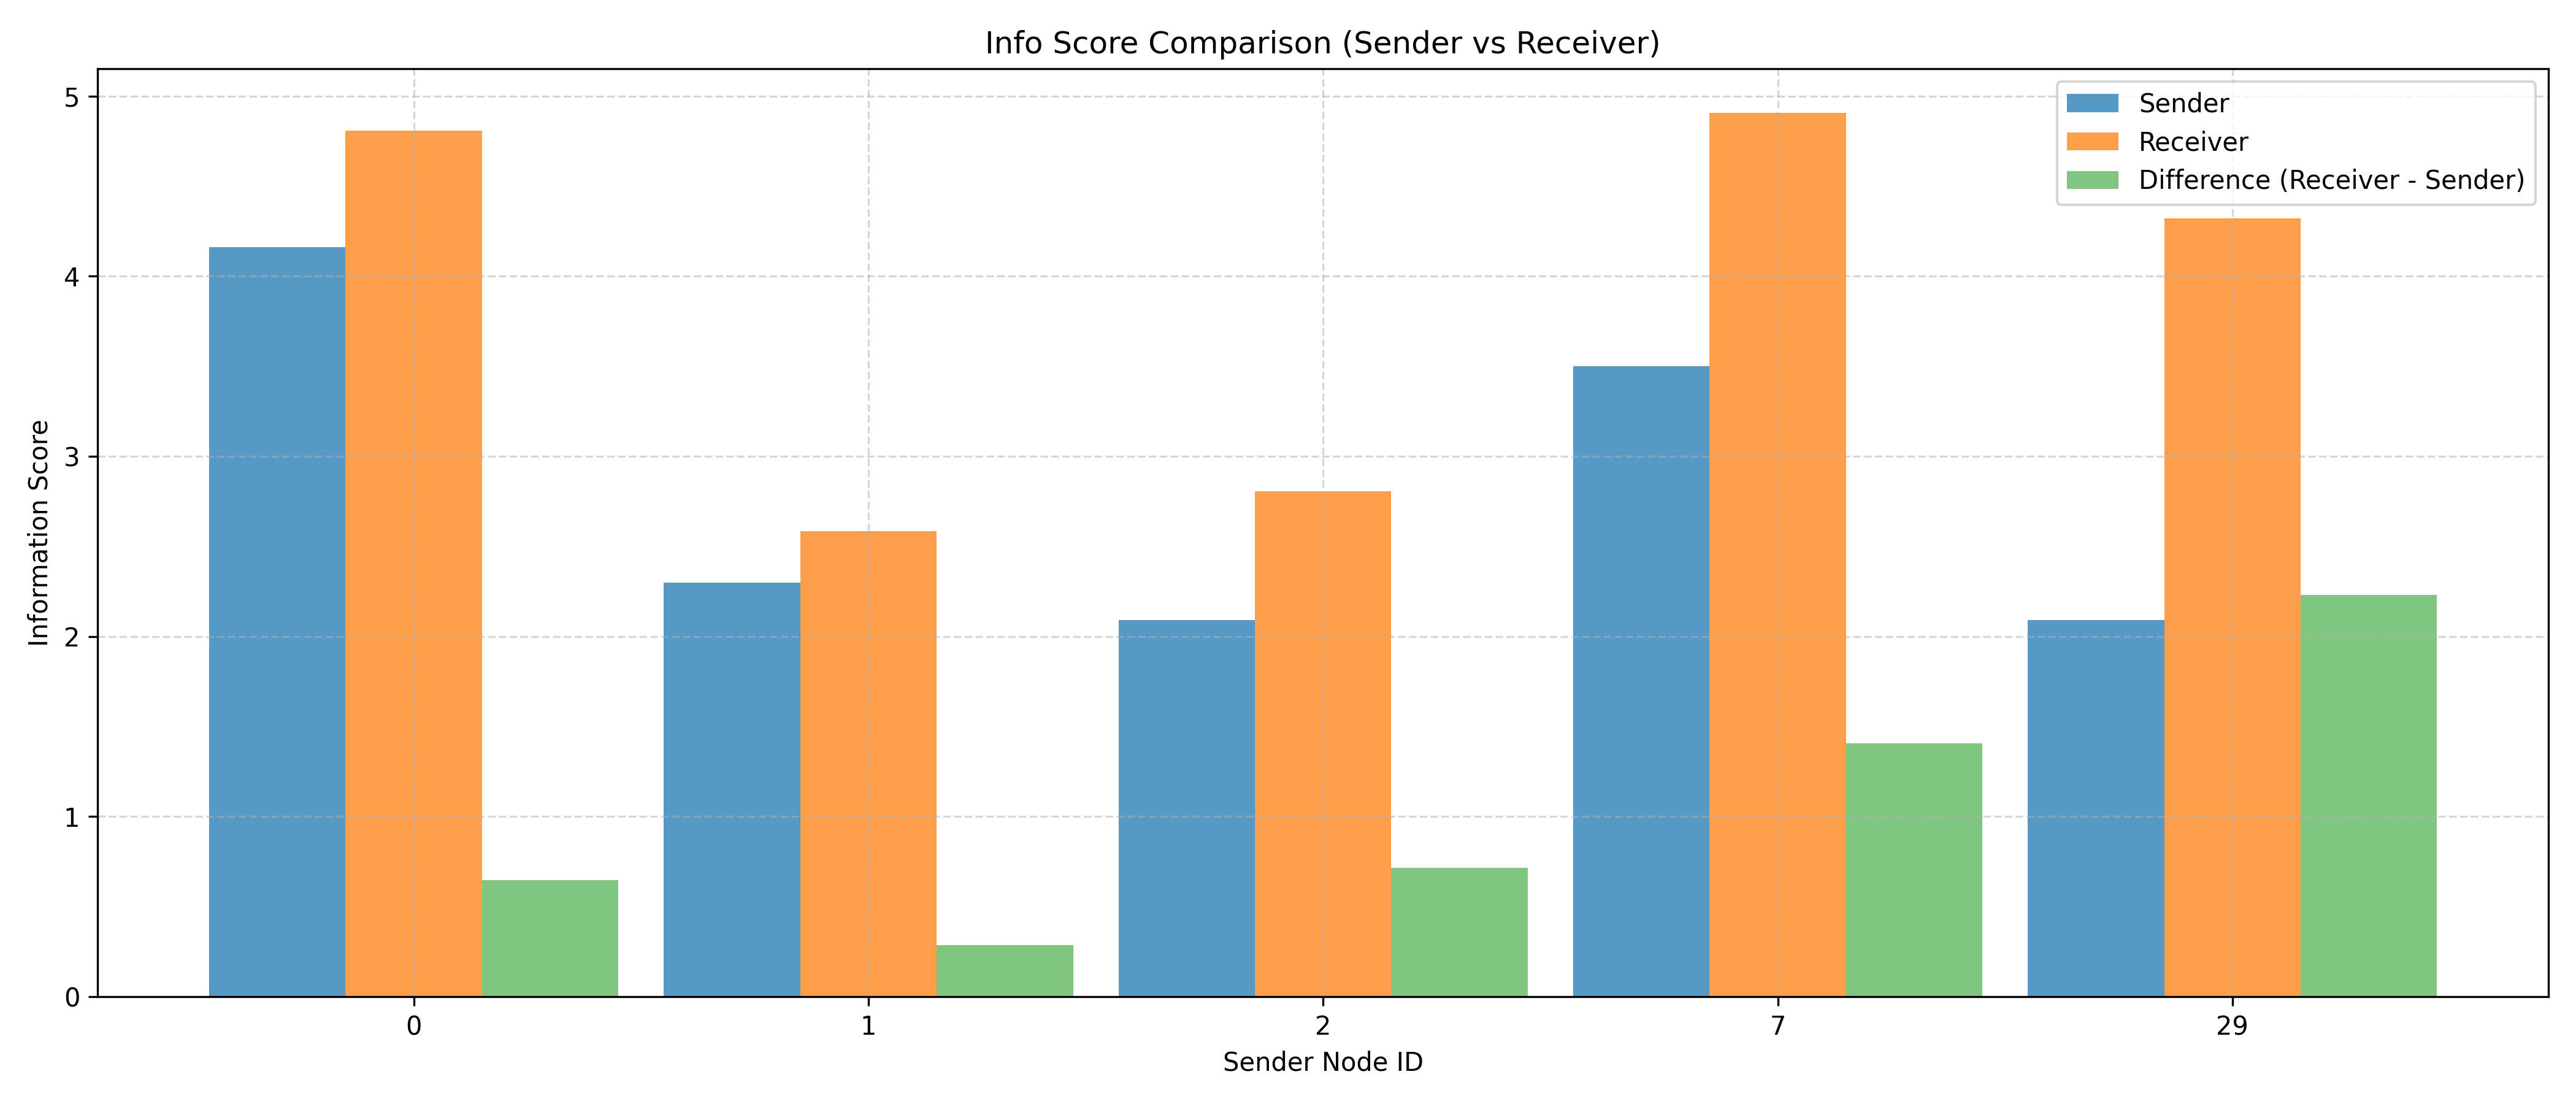 Info Score Comparison (Sender vs Receiver)
Sender
Receiver
Difference (Receiver - Sender)
Information Score
5
4
3
2
1
0
0 1 2 7 29
Sender Node ID